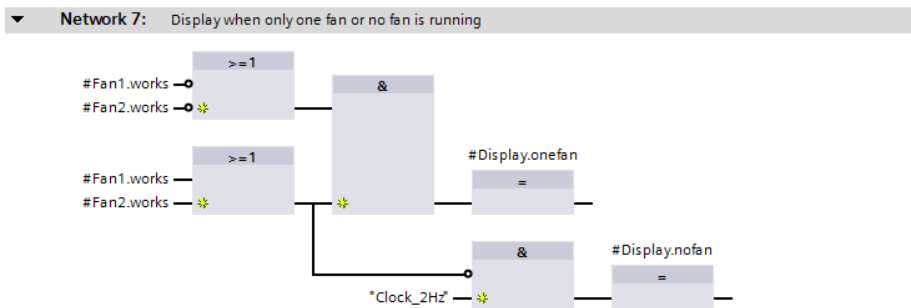 Network 7: Display when only one fan or no fan is running
>=1
#Fan1.works
&
#Fan2.works
>=1
#Display.onefan
#Fan1.works
=
#Fan2.works
&
#Display.nofan
=
"Clock_2Hz"